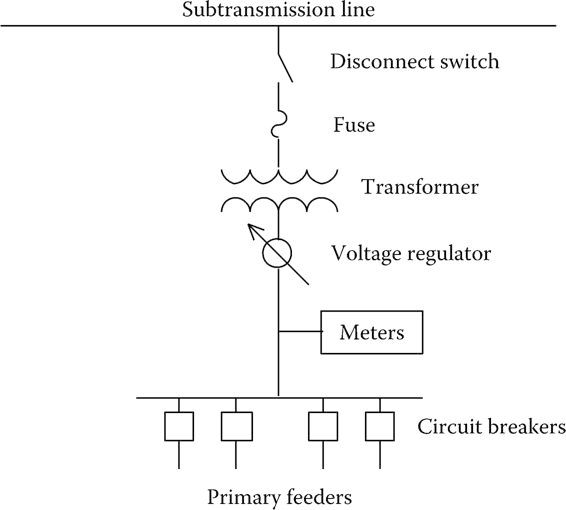 Subtransmission line
Disconnect switch
Fuse
Transformer
Voltage regulator
Meters
Circuit breakers
Primary feeders